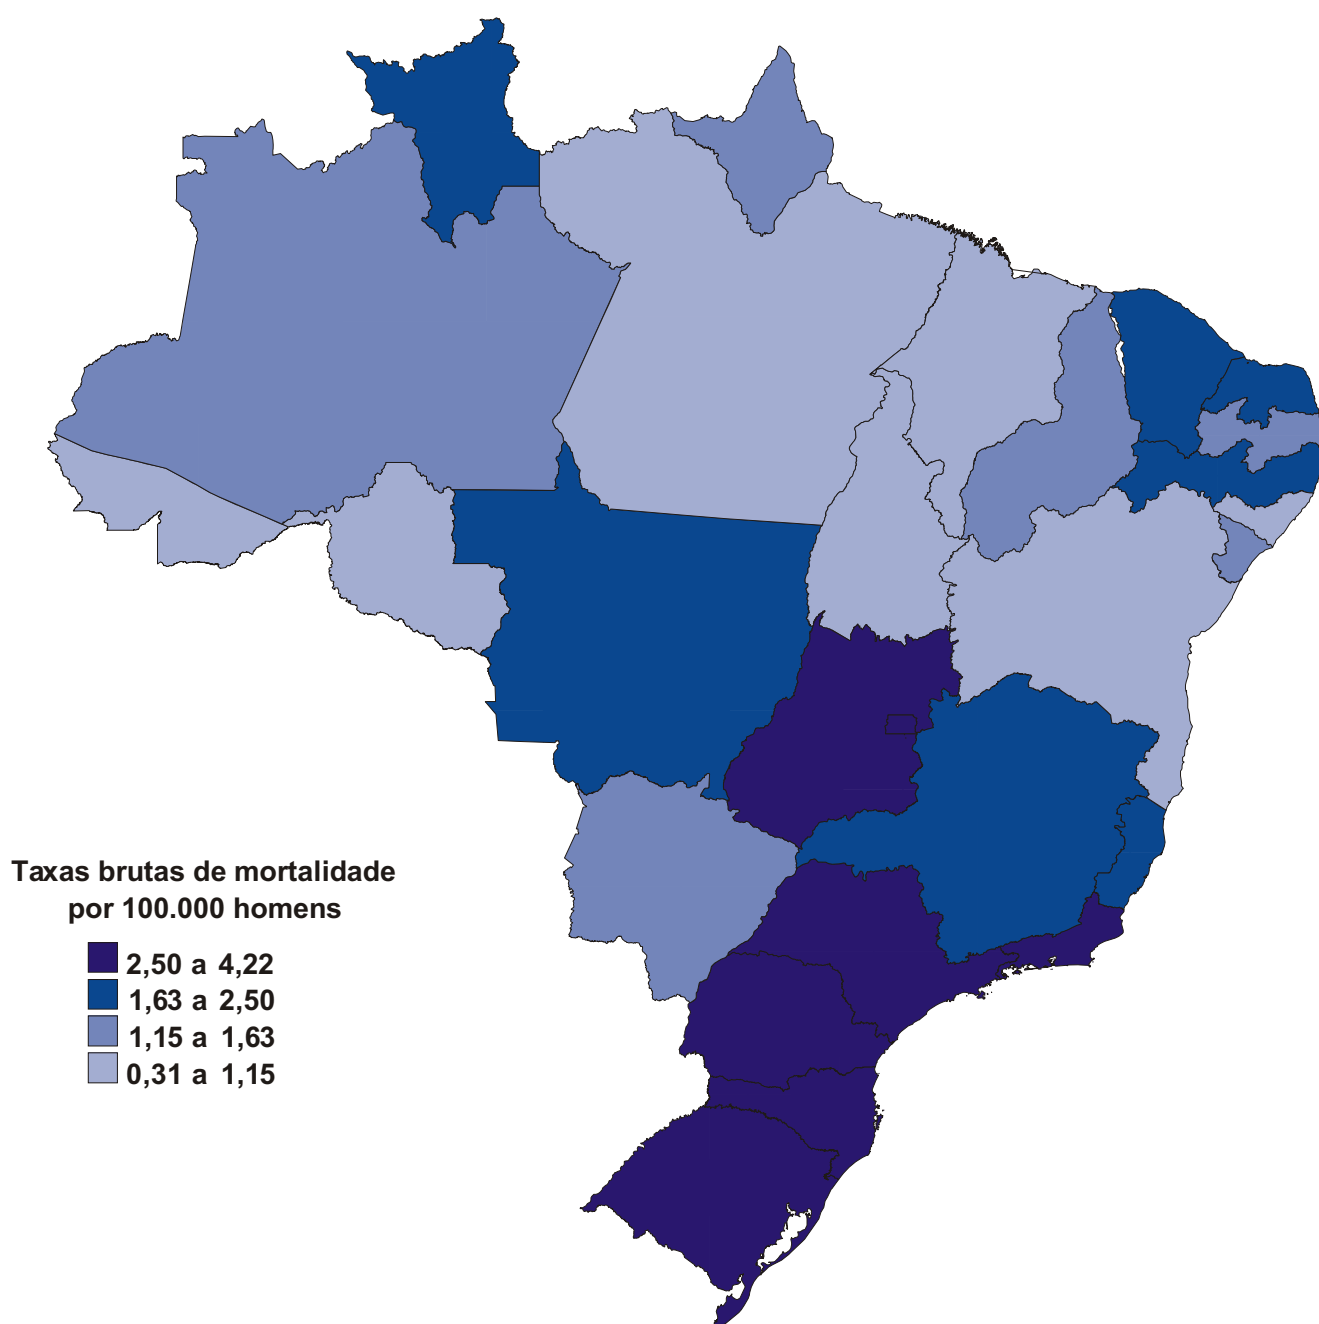 Taxas brutas de mortalidade
por 100.000 homens
2,50 a 4,22
1,63 a 2,50
1,15 a 1,63
0,31 a 1,15